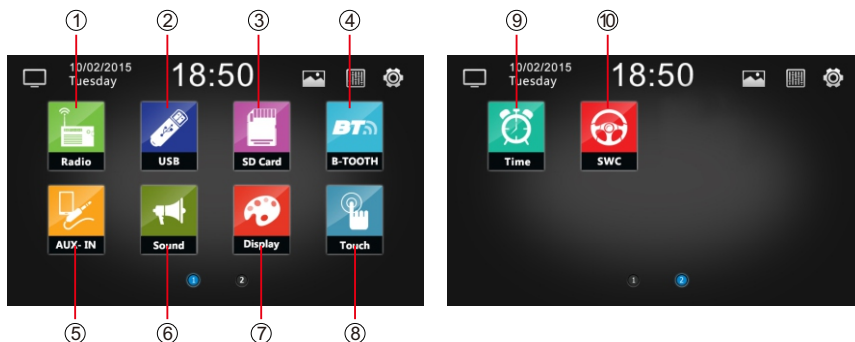 ① ② ③ ④ ⑨ ⑩
10/02/2015
Tuesday
18:50
Radio USB SD Card BT B-TOOTH
AUX- IN Sound Display Touch
1 2
⑤ ⑥ ⑦ ⑧
10/02/2015
Tuesday
18:50
Time SWC
1 2